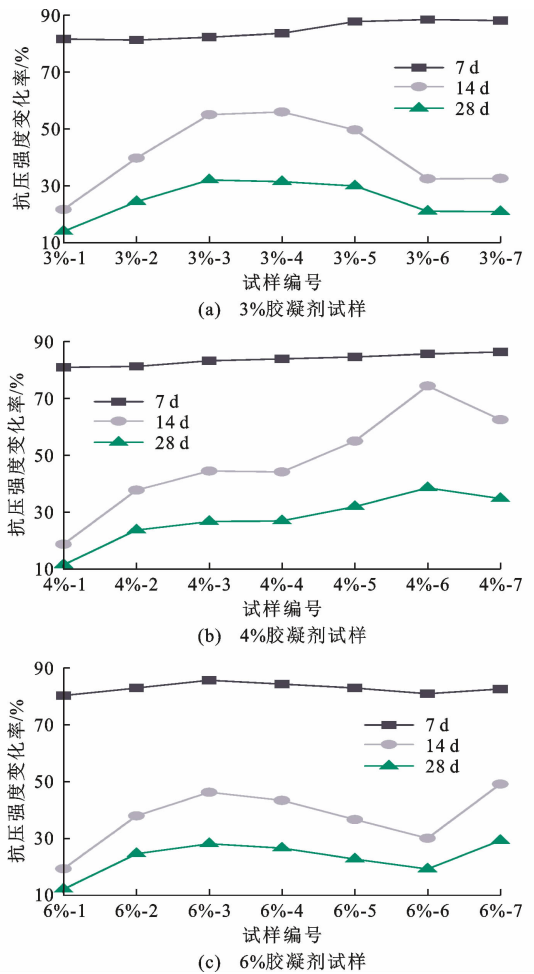 抗压强度变化率/%
90
70
50
30
10
7 d
14 d
28 d
3%-1 3%-2 3%-3 3%-4 3%-5 3%-6 3%-7
试样编号
(a) 3%胶凝剂试样
抗压强度变化率/%
90
70
50
30
10
7 d
14 d
28 d
4%-1 4%-2 4%-3 4%-4 4%-5 4%-6 4%-7
试样编号
(b) 4%胶凝剂试样
抗压强度变化率/%
90
70
50
30
10
7 d
14 d
28 d
6%-1 6%-2 6%-3 6%-4 6%-5 6%-6 6%-7
试样编号
(c) 6%胶凝剂试样